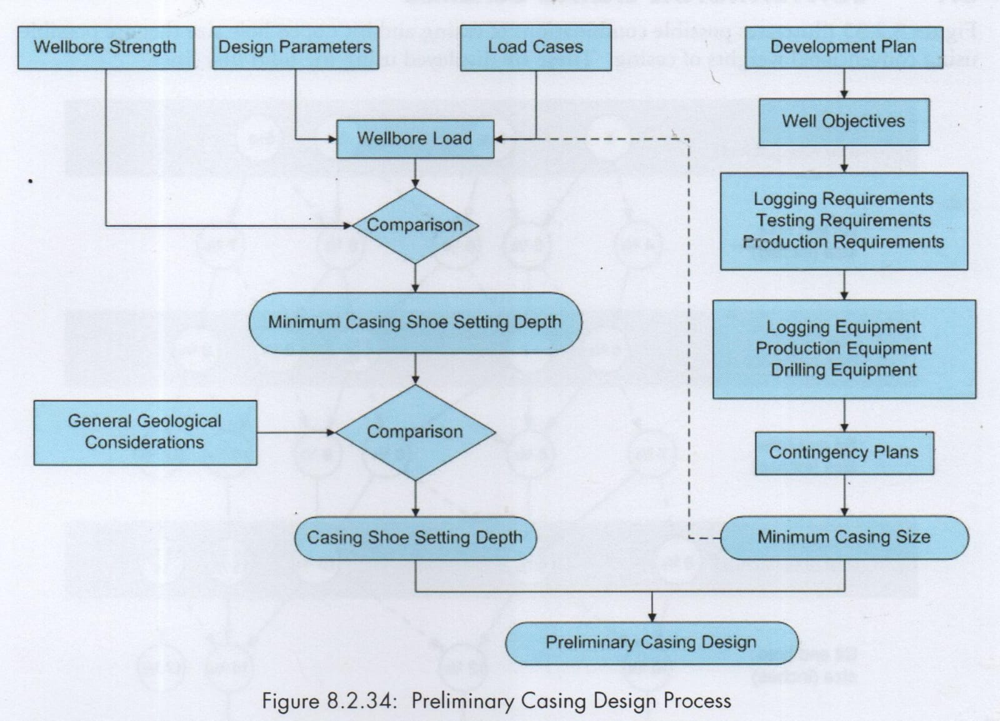 Wellbore Strength
Design Parameters
Load Cases
Development Plan
Wellbore Load
Well Objectives
Comparison
Logging Requirements
Testing Requirements
Production Requirements
Minimum Casing Shoe Setting Depth
Logging Equipment
Production Equipment
Drilling Equipment
General Geological
Considerations
Comparison
Contingency Plans
Casing Shoe Setting Depth
Minimum Casing Size
Preliminary Casing Design
Figure 8.2.34: Preliminary Casing Design Process